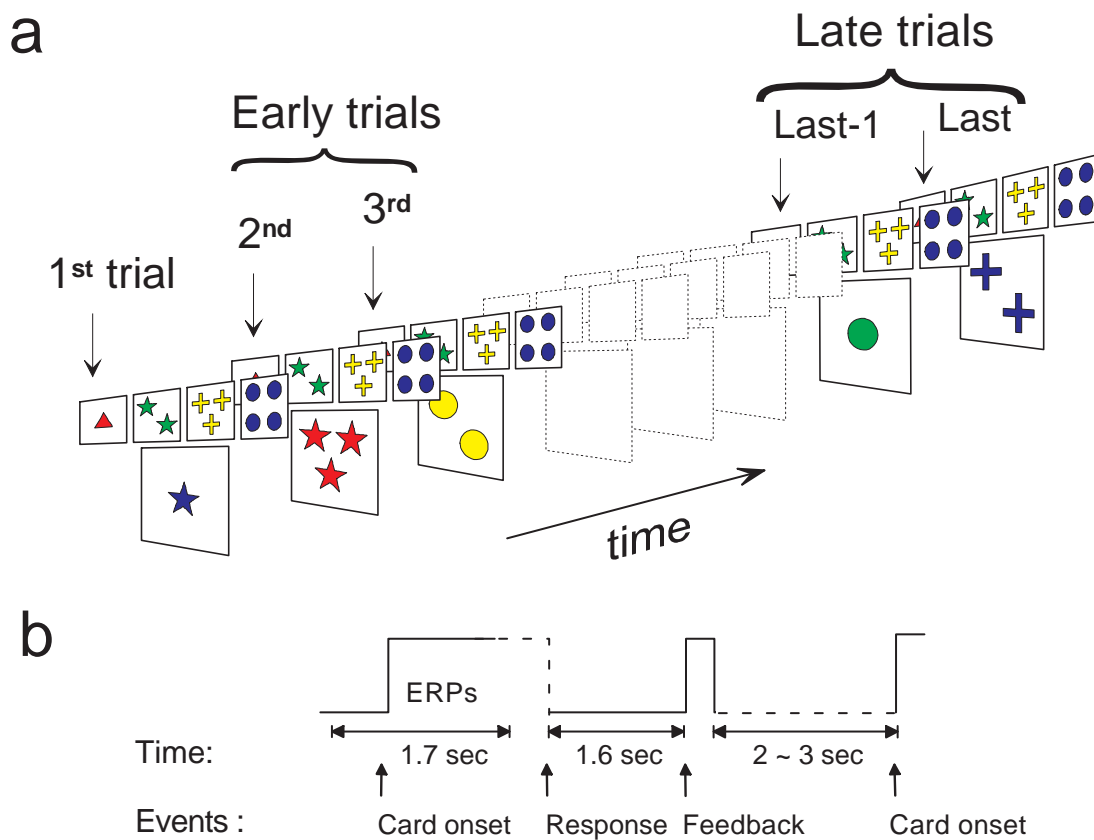 a
Late trials
Early trials
Last-1
Last
3rd
2nd
1st trial
time
b
ERPs
Time:
1.7 sec
1.6 sec
2 ~ 3 sec
Events :
Card onset
Response
Feedback
Card onset